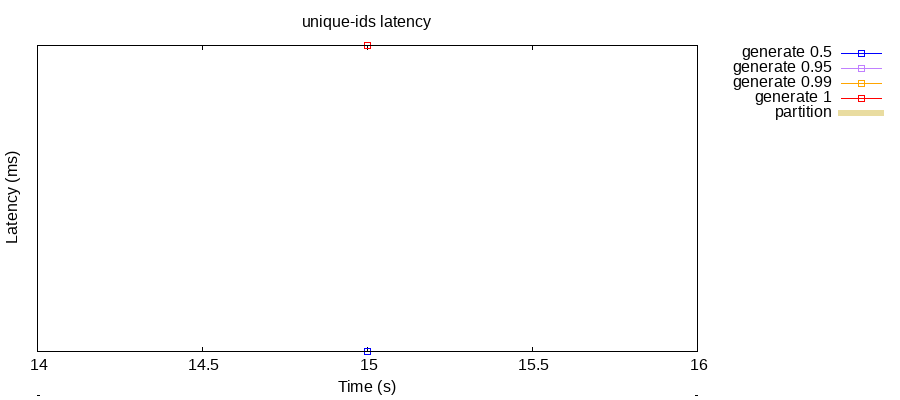 unique-ids latency
generate 0.5
generate 0.95
generate 0.99
generate 1
partition
Latency (ms)
14 14.5 15 15.5 16
Time (s)